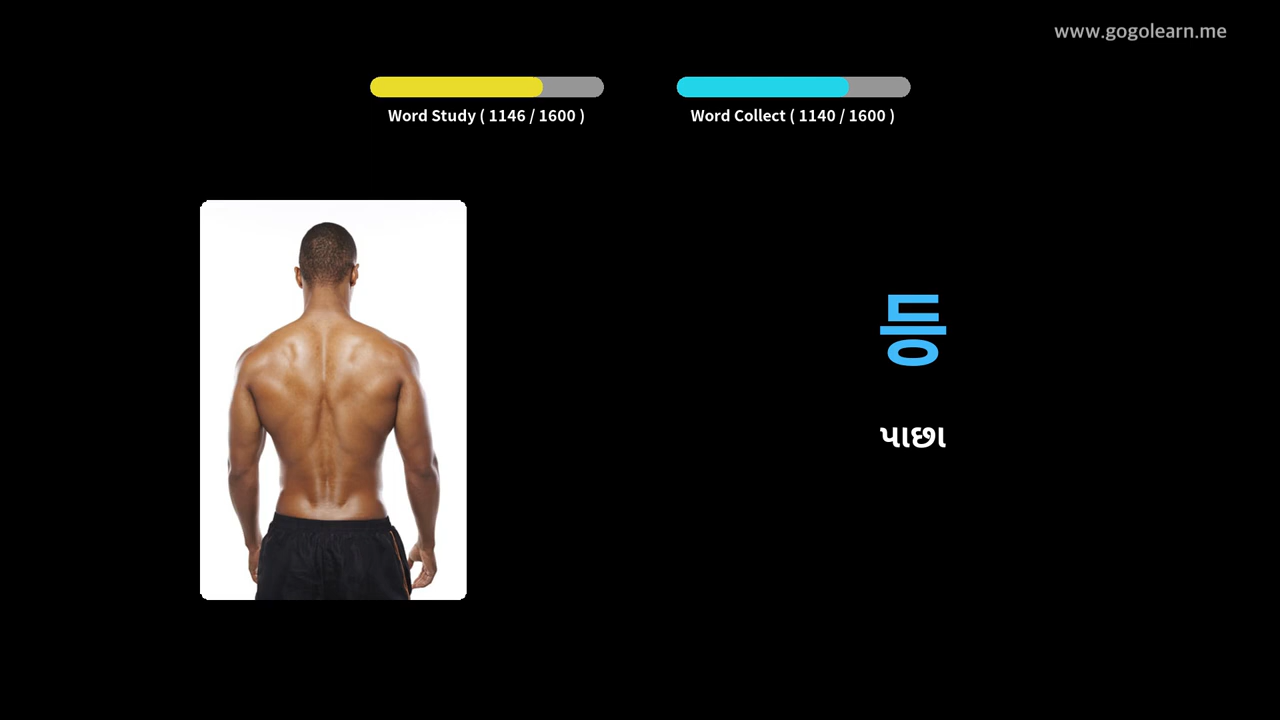 www.gogolearn.me
Word Study ( 1146 / 1600 )
Word Collect ( 1140 / 1600 )
등
પાછા